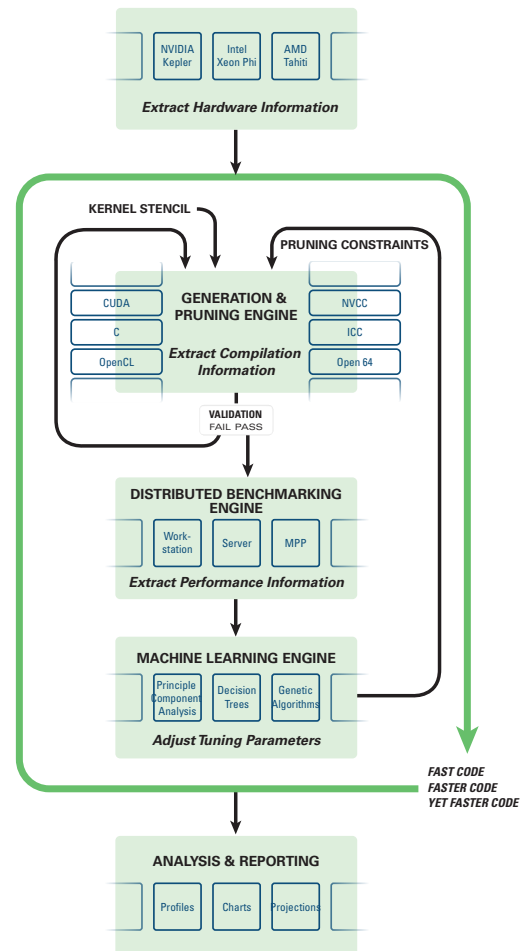 NVIDIA
Kepler
Intel
Xeon Phi
AMD
Tahiti
Extract Hardware Information
KERNEL STENCIL
PRUNING CONSTRAINTS
CUDA
C
OpenCL
GENERATION &
PRUNING ENGINE
Extract Compilation
Information
NVCC
ICC
Open 64
VALIDATION
FAIL PASS
DISTRIBUTED BENCHMARKING
ENGINE
Work-
station
Server
MPP
Extract Performance Information
MACHINE LEARNING ENGINE
Principle
Component
Analysis
Decision
Trees
Genetic
Algorithms
Adjust Tuning Parameters
FAST CODE
FASTER CODE
YET FASTER CODE
ANALYSIS & REPORTING
Profiles
Charts
Projections